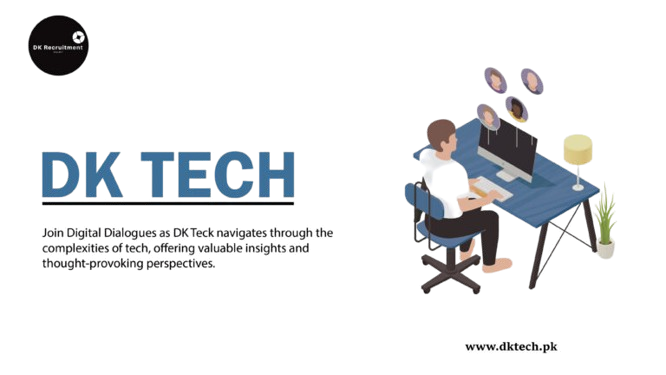 DK Recruitment
DK TECH
Join Digital Dialogues as DK Teck navigates through the
complexities of tech, offering valuable insights and
thought-provoking perspectives.
www.dktech.pk